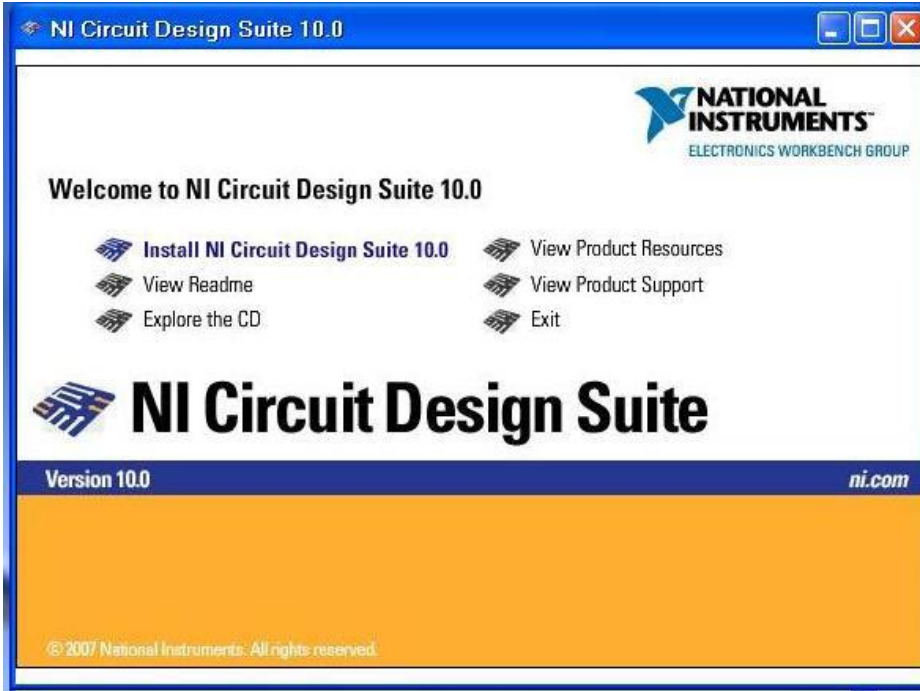 NI Circuit Design Suite 10.0
NATIONAL
INSTRUMENTS™
ELECTRONICS WORKBENCH GROUP
Welcome to NI Circuit Design Suite 10.0
Install NI Circuit Design Suite 10.0
View Readme
Explore the CD
View Product Resources
View Product Support
Exit
NI Circuit Design Suite
Version 10.0
ni.com
© 2007 National Instruments. All rights reserved.